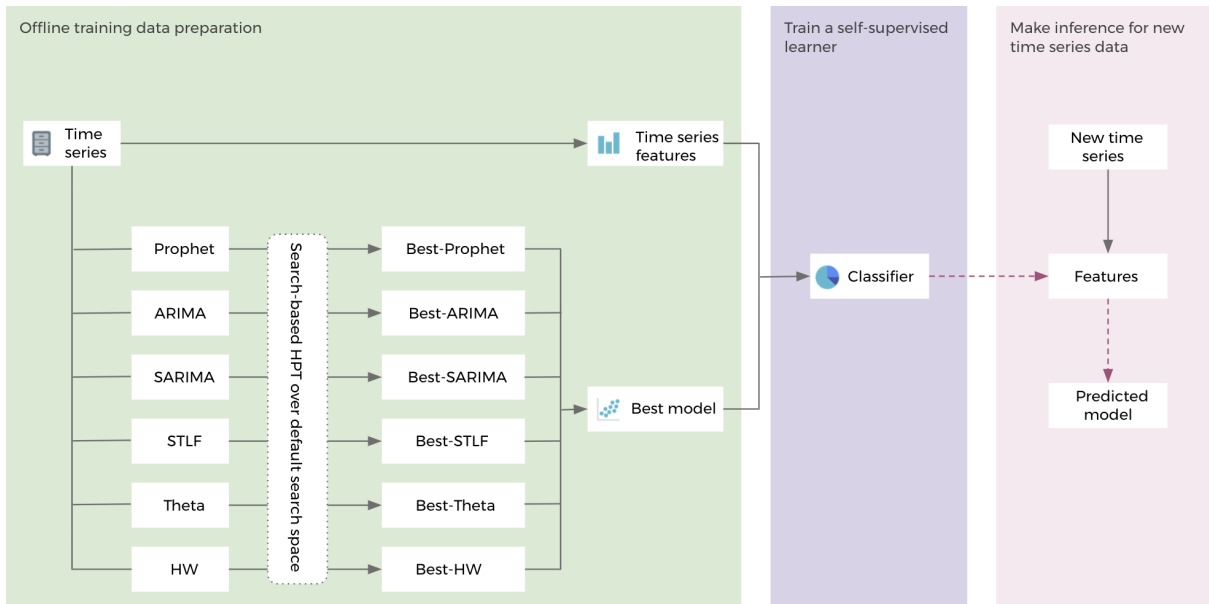 Offline training data preparation
Train a self-supervised
learner
Make inference for new
time series data
Time
series
Time series
features
New time
series
Prophet
Best-Prophet
Classifier
Features
ARIMA
Best-ARIMA
SARIMA
Best-SARIMA
Best model
Predicted
model
STLF
Best-STLF
Theta
Best-Theta
HW
Best-HW
Search-based HPT over default search space